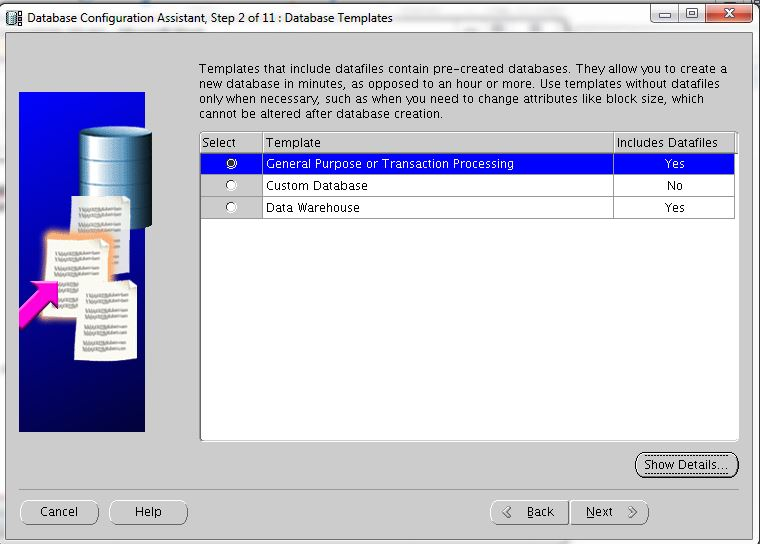 Database Configuration Assistant, Step 2 of 11 : Database Templates
Templates that include datafiles contain pre-created databases. They allow you to create a
new database in minutes, as opposed to an hour or more. Use templates without datafiles
only when necessary, such as when you need to change attributes like block size, which
cannot be altered after database creation.
Select Template Includes Datafiles
General Purpose or Transaction Processing Yes
Custom Database No
Data Warehouse Yes
Show Details...
Cancel Help Back Next